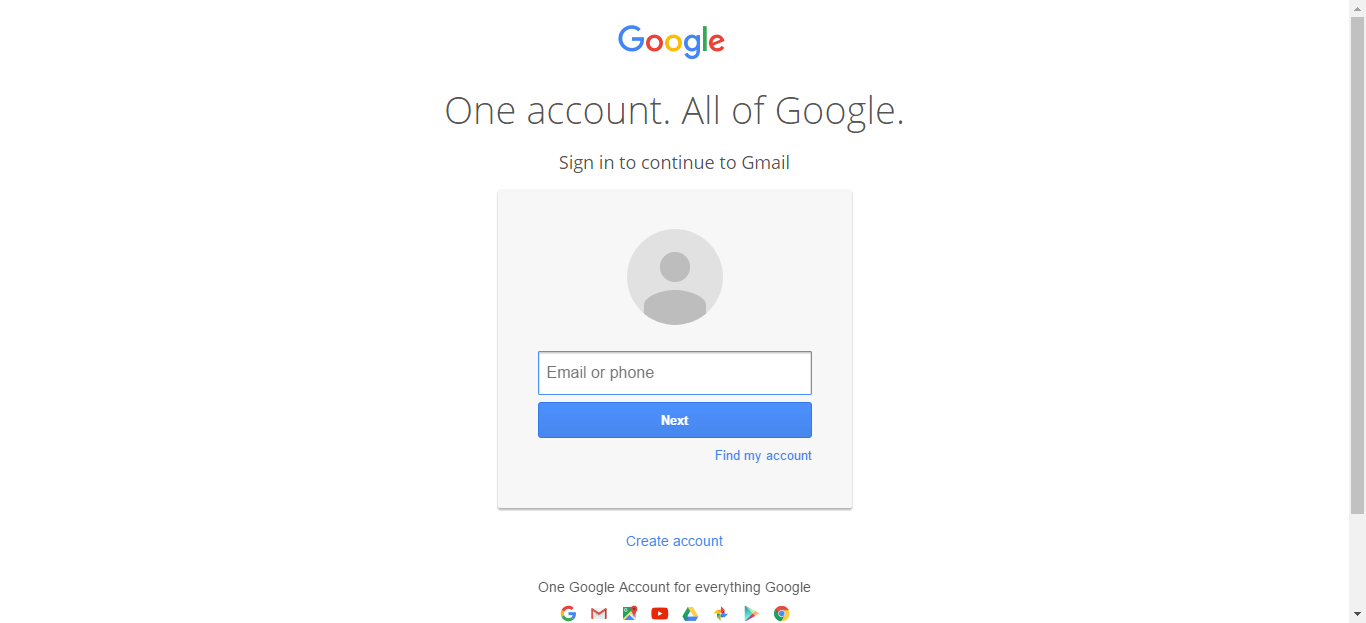 Google
One account. All of Google.
Sign in to continue to Gmail
Email or phone
Next
Find my account
Create account
One Google Account for everything Google